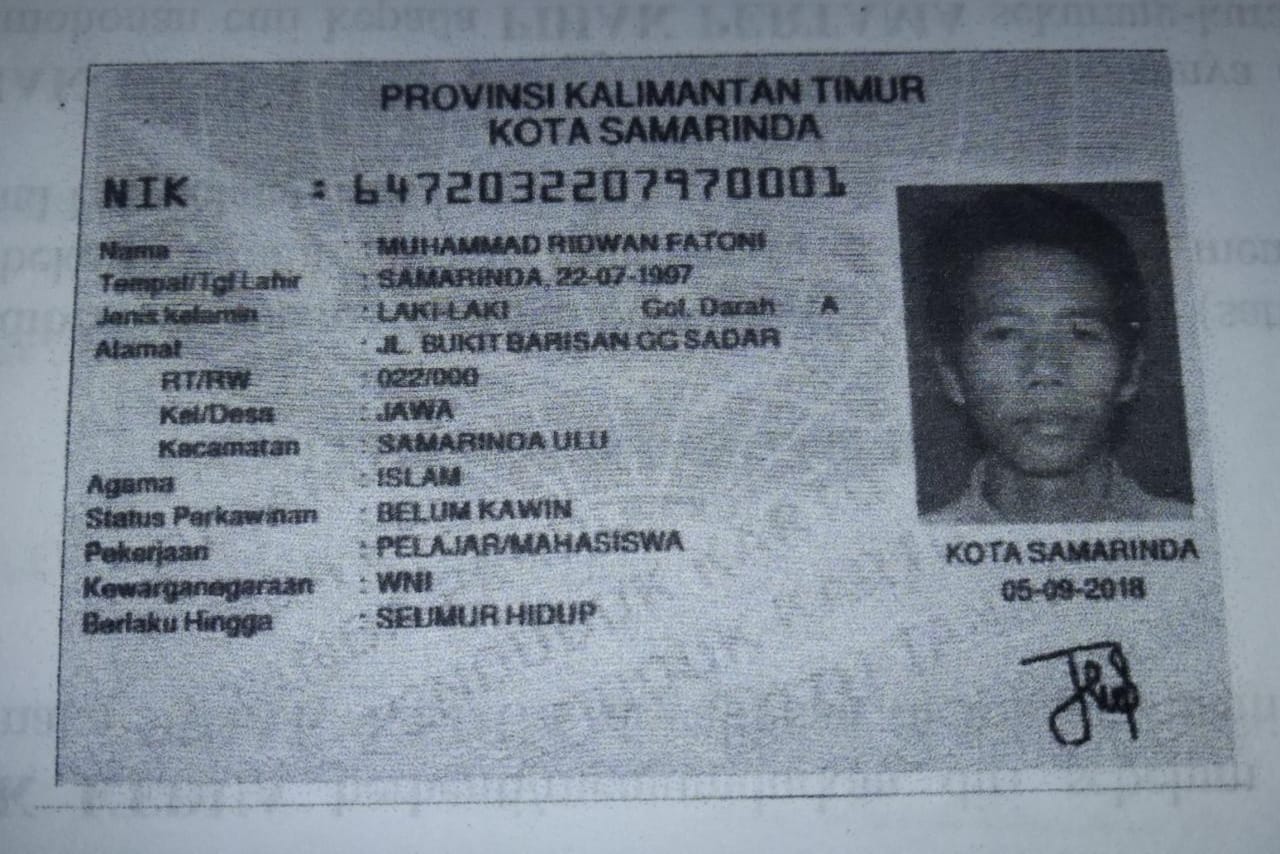 PROVINSI KALIMANTAN TIMUR
KOTA SAMARINDA
NIK : 6472032207970001
Nama : MUHAMMAD RIDWAN FATONI
Tempat/Tgl Lahir : SAMARINDA, 22-07-1997
Jenis kelamin : LAKI-LAKI Gol. Darah A
Alamat : JL. BUKIT BARISAN GG SADAR
RT/RW : 022/000
Kel/Desa : JAWA
Kecamatan : SAMARINDA ULU
Agama : ISLAM
Status Perkawinan : BELUM KAWIN
Pekerjaan : PELAJAR/MAHASISWA
Kewarganegaraan : WNI
Berlaku Hingga : SEUMUR HIDUP
KOTA SAMARINDA
05-09-2018